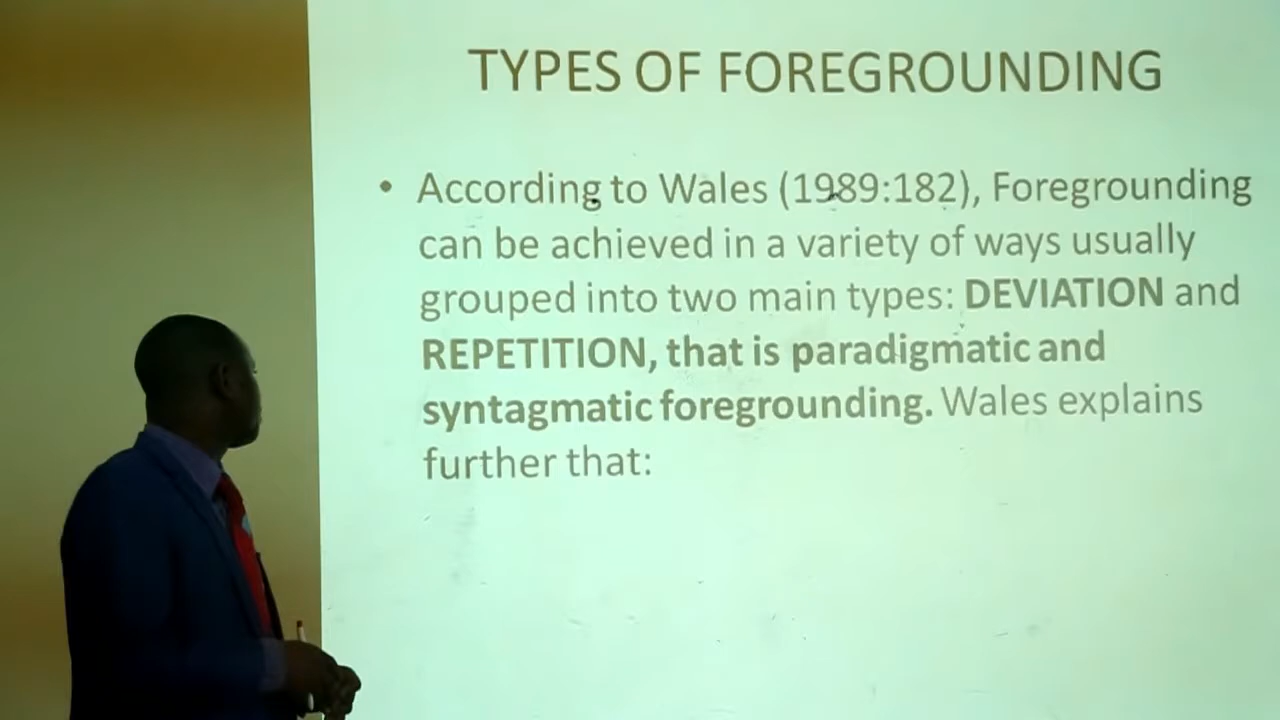 TYPES OF FOREGROUNDING
• According to Wales (1989:182), Foregrounding
can be achieved in a variety of ways usually
grouped into two main types: DEVIATION and
REPETITION, that is paradigmatic and
syntagmatic foregrounding. Wales explains
further that: